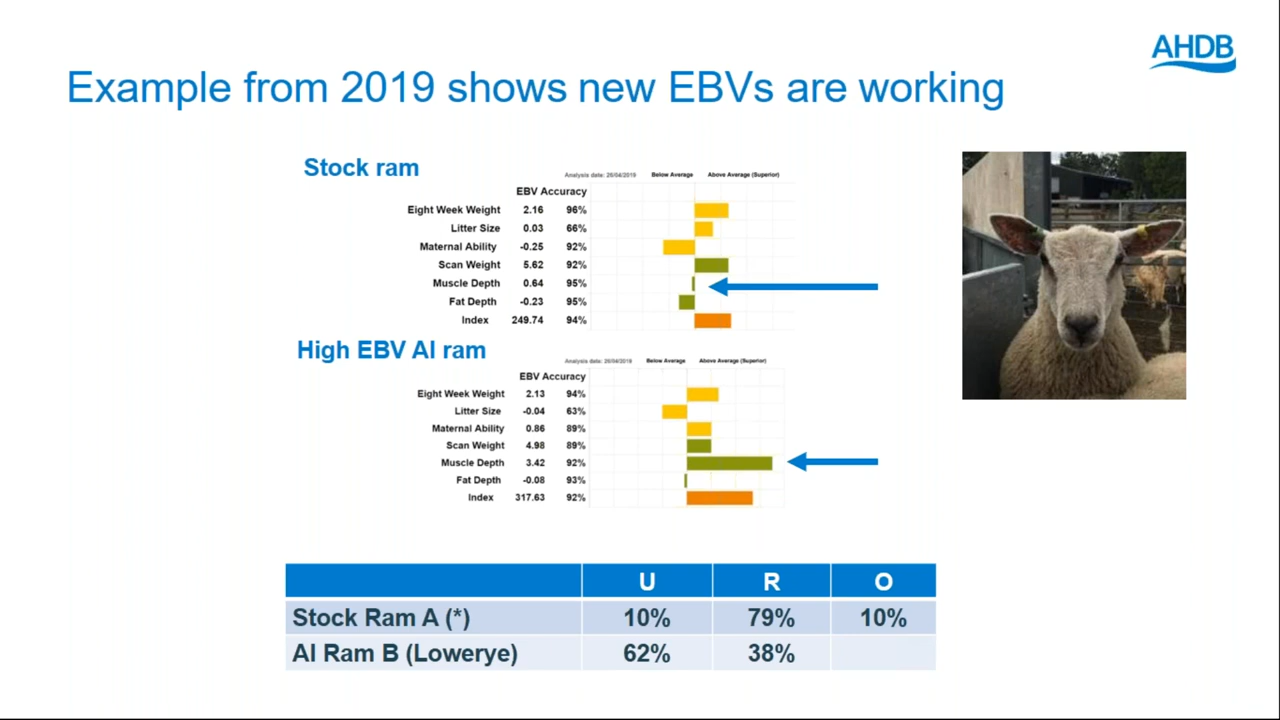 AHDB
Example from 2019 shows new EBVs are working
Stock ram
Analysis date: 26/04/2019 Below Average Above Average (Superior)
EBV Accuracy
Eight Week Weight 2.16 96%
Litter Size 0.03 66%
Maternal Ability -0.25 92%
Scan Weight 5.62 92%
Muscle Depth 0.64 95%
Fat Depth -0.23 95%
Index 249.74 94%
High EBV AI ram
Analysis date: 26/04/2019 Below Average Above Average (Superior)
EBV Accuracy
Eight Week Weight 2.13 94%
Litter Size -0.04 63%
Maternal Ability 0.86 89%
Scan Weight 4.98 89%
Muscle Depth 3.42 92%
Fat Depth -0.08 93%
Index 317.63 92%
U R O
Stock Ram A (*) 10% 79% 10%
AI Ram B (Lowerye) 62% 38%